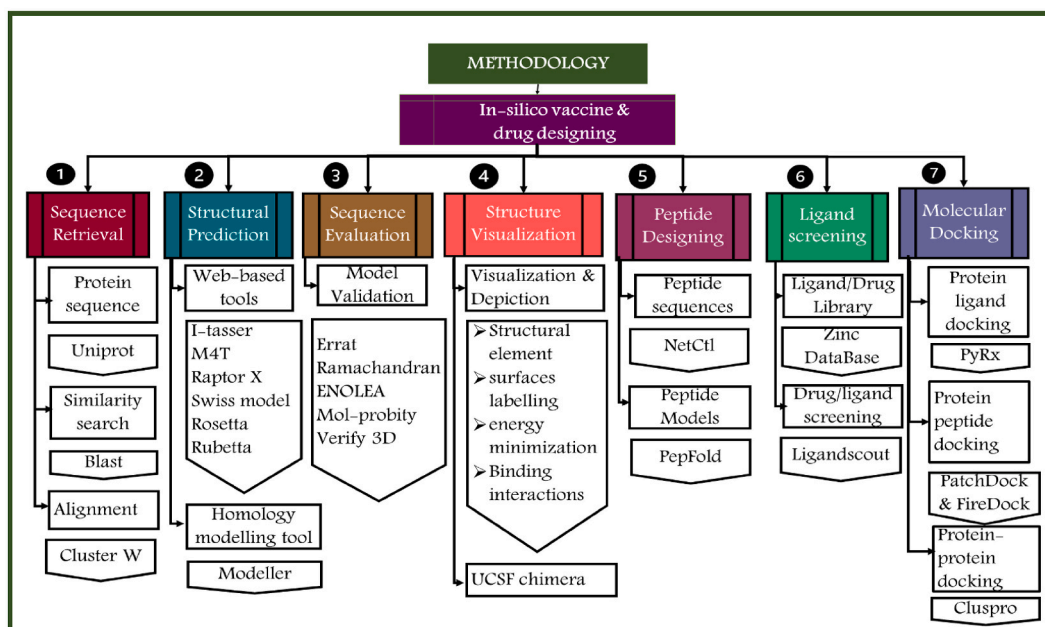 METHODOLOGY
In-silico vaccine &
drug designing
1
Sequence
Retrieval
Protein
sequence
Uniprot
Similarity
search
Blast
Alignment
Cluster W
2
Structural
Prediction
Web-based
tools
I-tasser
M4T
Raptor X
Swiss model
Rosetta
Rubetta
Homology
modelling tool
Modeller
3
Sequence
Evaluation
Model
Validation
Errat
Ramachandran
ENOLEA
Mol-probity
Verify 3D
4
Structure
Visualization
Visualization &
Depiction
➢ Structural
element
➢ surfaces
labelling
➢ energy
minimization
➢ Binding
interactions
UCSF chimera
5
Peptide
Designing
Peptide
sequences
NetCtl
Peptide
Models
PepFold
6
Ligand
screening
Ligand/Drug
Library
Zinc
DataBase
Drug/ligand
screening
Ligandscout
7
Molecular
Docking
Protein
ligand
docking
PyRx
Protein
peptide
docking
PatchDock
& FireDock
Protein-
protein
docking
Cluspro